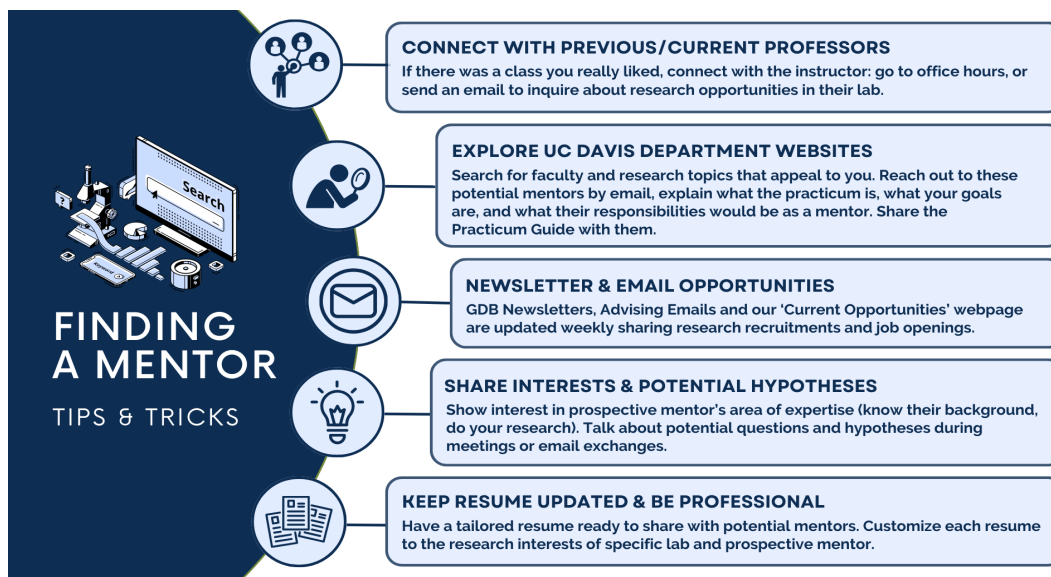 FINDING
A MENTOR
TIPS & TRICKS
Search
?
Keyword
CONNECT WITH PREVIOUS/CURRENT PROFESSORS
If there was a class you really liked, connect with the instructor: go to office hours, or
send an email to inquire about research opportunities in their lab.
EXPLORE UC DAVIS DEPARTMENT WEBSITES
Search for faculty and research topics that appeal to you. Reach out to these
potential mentors by email, explain what the practicum is, what your goals
are, and what their responsibilities would be as a mentor. Share the
Practicum Guide with them.
NEWSLETTER & EMAIL OPPORTUNITIES
GDB Newsletters, Advising Emails and our ‘Current Opportunities’ webpage
are updated weekly sharing research recruitments and job openings.
SHARE INTERESTS & POTENTIAL HYPOTHESES
Show interest in prospective mentor’s area of expertise (know their background,
do your research). Talk about potential questions and hypotheses during
meetings or email exchanges.
KEEP RESUME UPDATED & BE PROFESSIONAL
Have a tailored resume ready to share with potential mentors. Customize each resume
to the research interests of specific lab and prospective mentor.